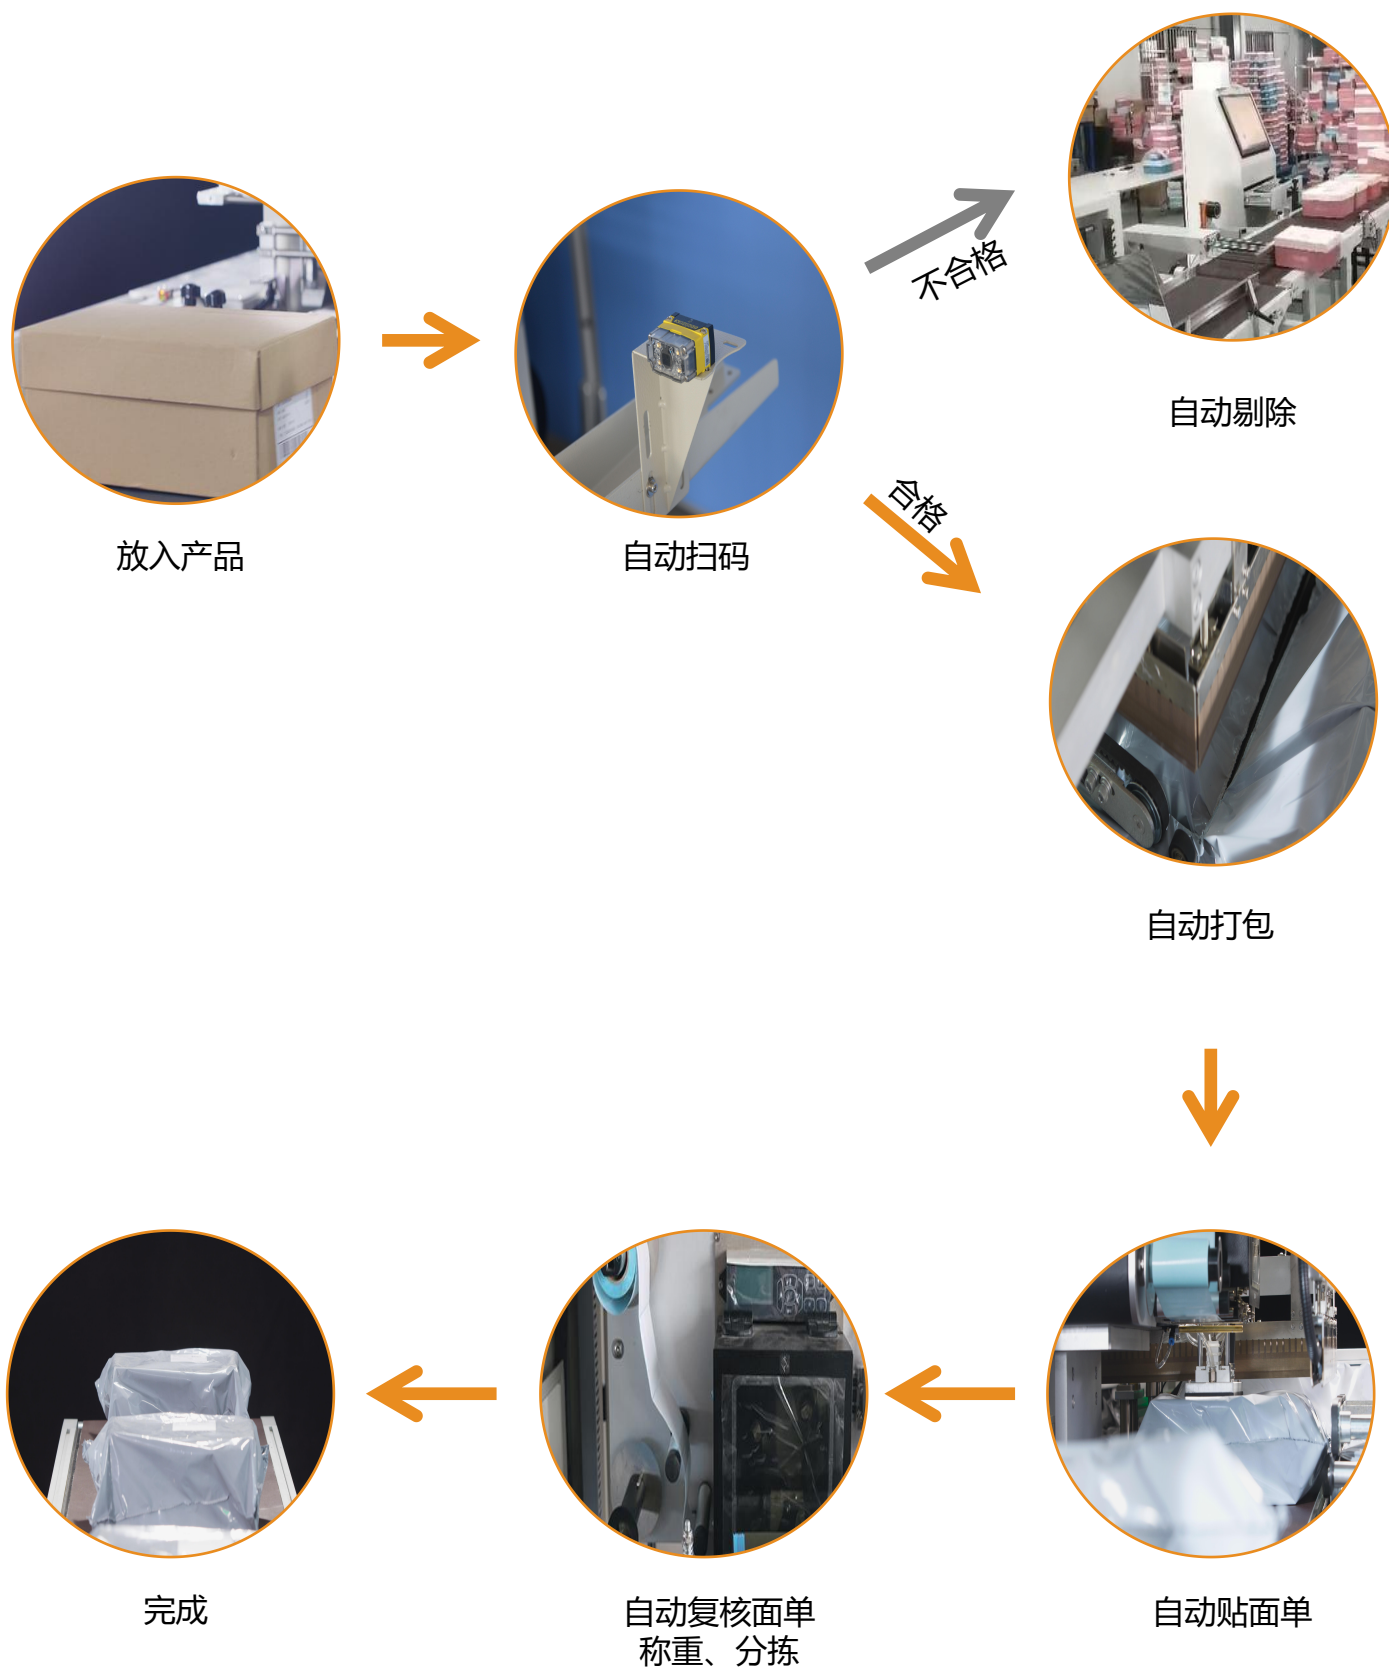 不合格
自动剔除
放入产品
自动扫码
合格
自动打包
完成
自动复核面单
称重、分拣
自动贴面单